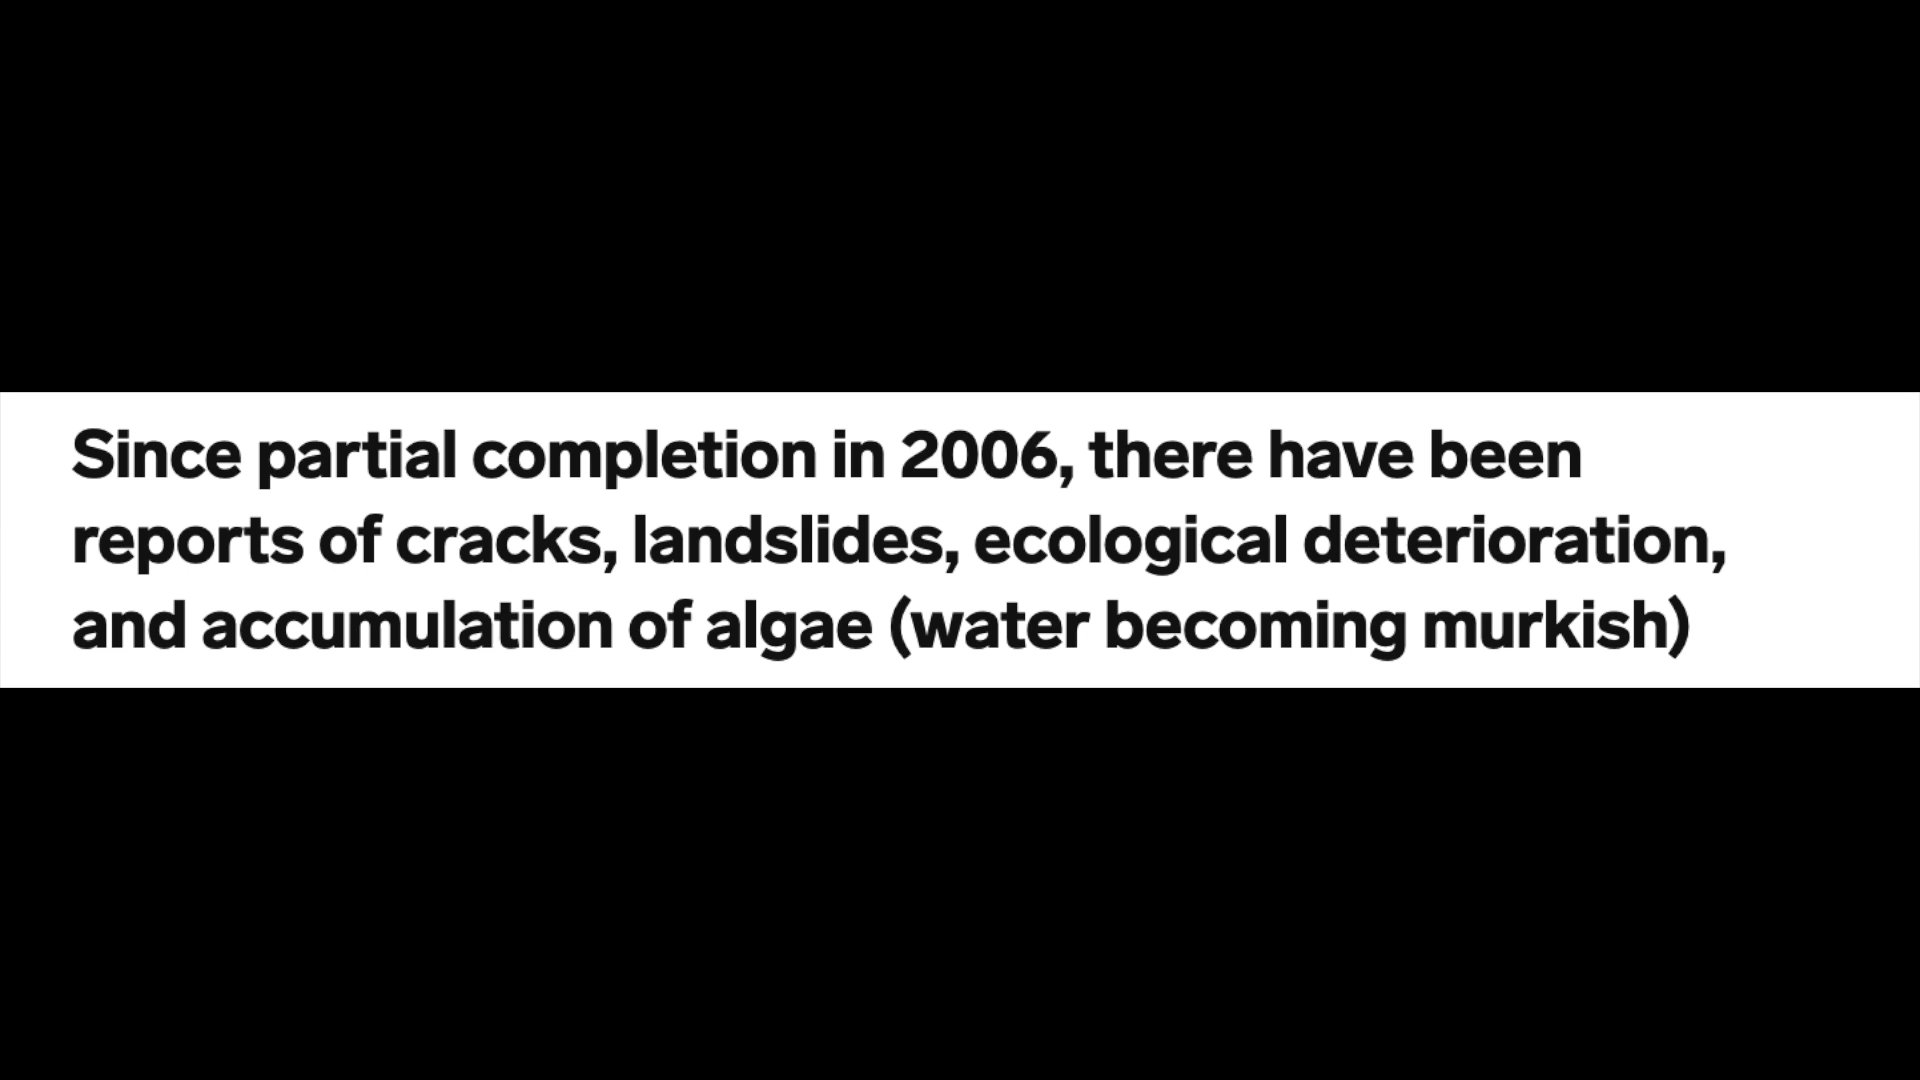 Since partial completion in 2006, there have been
reports of cracks, landslides, ecological deterioration,
and accumulation of algae (water becoming murkish)